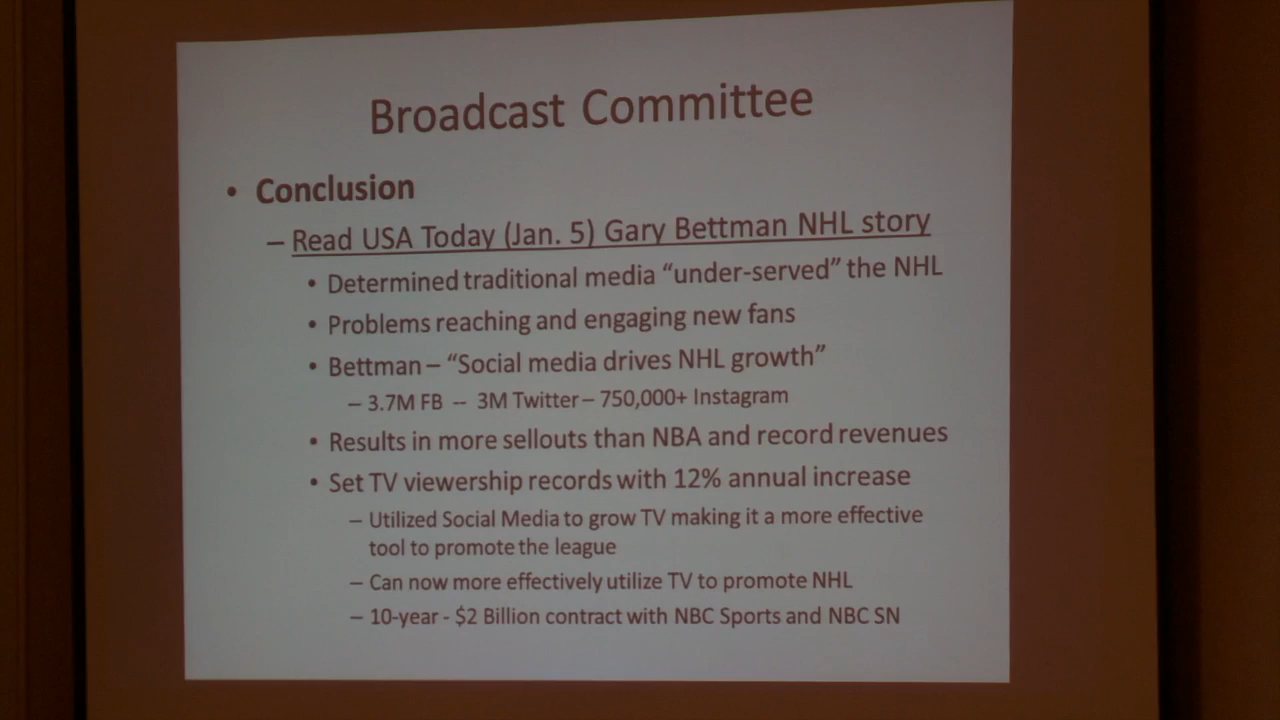 Broadcast Committee
• Conclusion
– Read USA Today (Jan. 5) Gary Bettman NHL story
• Determined traditional media “under-served” the NHL
• Problems reaching and engaging new fans
• Bettman – “Social media drives NHL growth”
– 3.7M FB -- 3M Twitter – 750,000+ Instagram
• Results in more sellouts than NBA and record revenues
• Set TV viewership records with 12% annual increase
– Utilized Social Media to grow TV making it a more effective
tool to promote the league
– Can now more effectively utilize TV to promote NHL
– 10-year - $2 Billion contract with NBC Sports and NBC SN